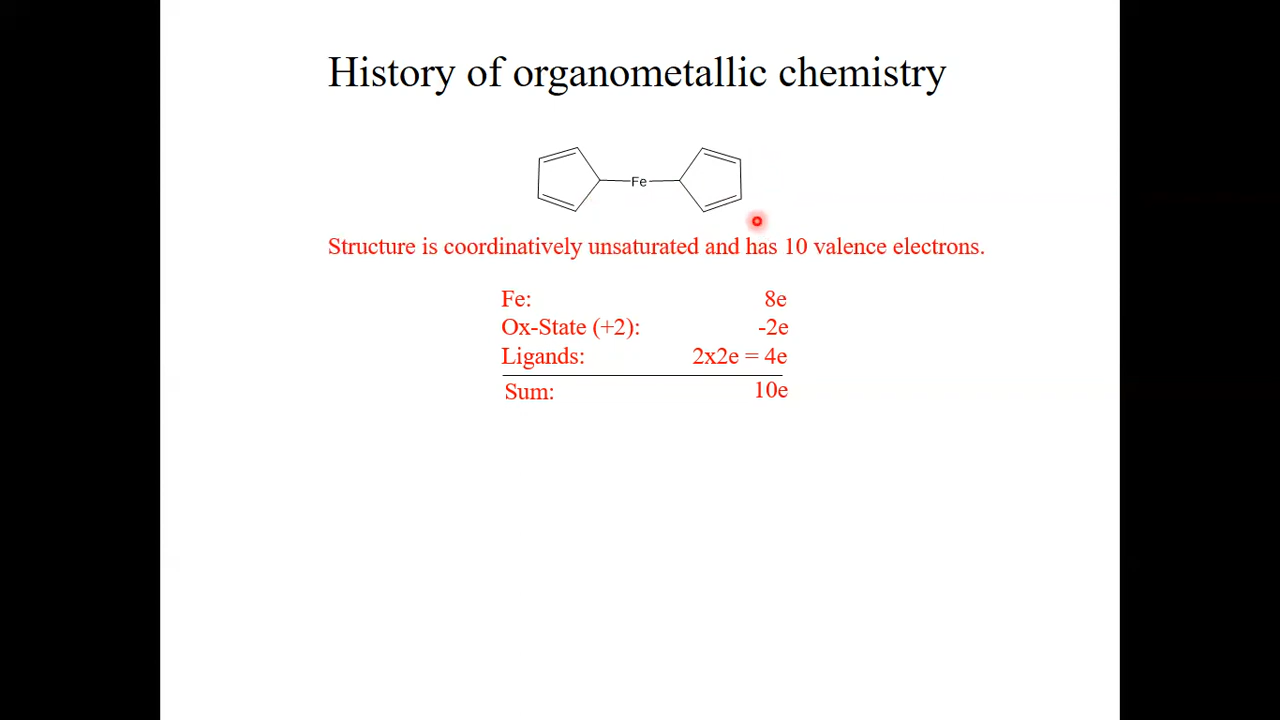 History of organometallic chemistry
Fe
Structure is coordinatively unsaturated and has 10 valence electrons.
Fe: 8e
Ox-State (+2): -2e
Ligands: 2x2e = 4e
Sum: 10e